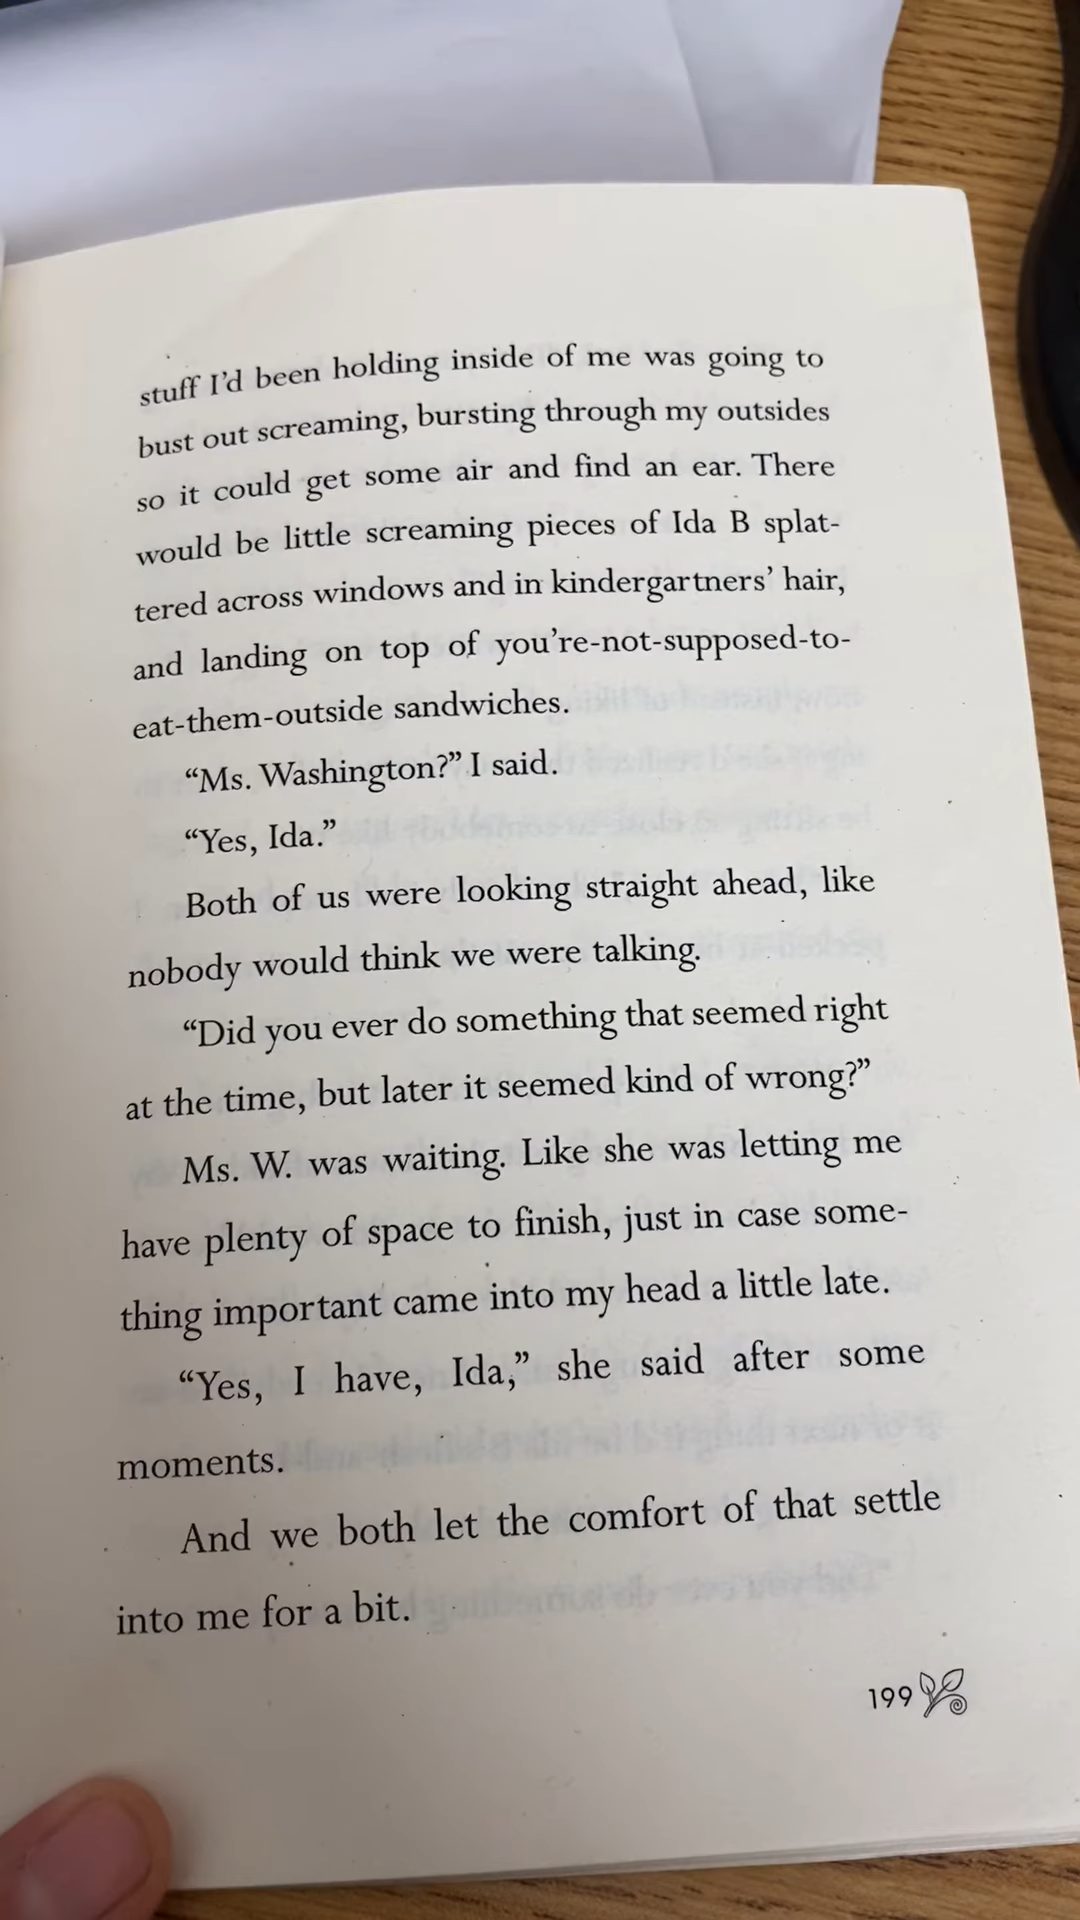 stuff I’d been holding inside of me was going to
bust out screaming, bursting through my outsides
so it could get some air and find an ear. There
would be little screaming pieces of Ida B splat-
tered across windows and in kindergartners’ hair,
and landing on top of you’re-not-supposed-to-
eat-them-outside sandwiches.
“Ms. Washington?” I said.
“Yes, Ida.”
Both of us were looking straight ahead, like
nobody would think we were talking.
“Did you ever do something that seemed right
at the time, but later it seemed kind of wrong?”
Ms. W. was waiting. Like she was letting me
have plenty of space to finish, just in case some-
thing important came into my head a little late.
“Yes, I have, Ida,” she said after some
moments.
And we both let the comfort of that settle
into me for a bit.
199